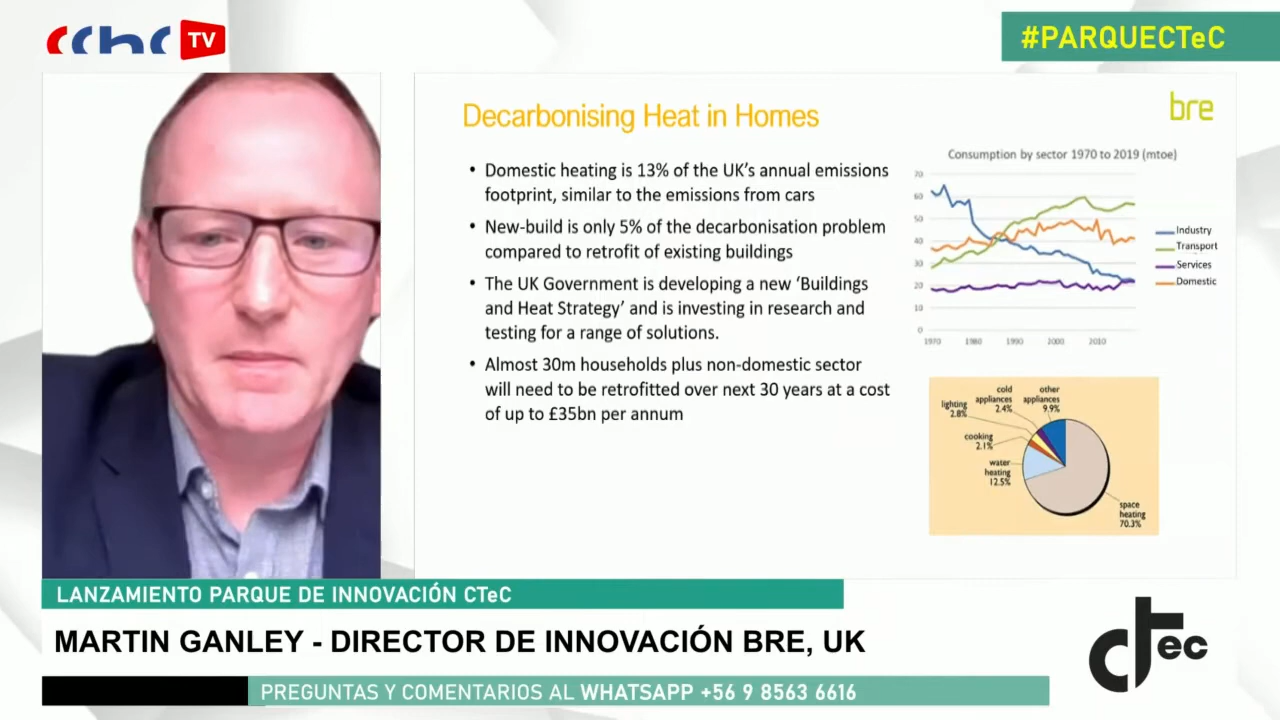 cchc TV
#PARQUECTeC
Decarbonising Heat in Homes
bre
• Domestic heating is 13% of the UK's annual emissions
footprint, similar to the emissions from cars
• New-build is only 5% of the decarbonisation problem
compared to retrofit of existing buildings
• The UK Government is developing a new ‘Buildings
and Heat Strategy’ and is investing in research and
testing for a range of solutions.
• Almost 30m households plus non-domestic sector
will need to be retrofitted over next 30 years at a cost
of up to £35bn per annum
Consumption by sector 1970 to 2019 (mtoe)
70
60
50
40
30
20
10
0
1970 1980 1990 2000 2010
Industry
Transport
Services
Domestic
cold
appliances
2.4%
other
appliances
9.9%
lighting
2.8%
cooking
2.1%
water
heating
12.5%
space
heating
70.3%
LANZAMIENTO PARQUE DE INNOVACIÓN CTeC
MARTIN GANLEY - DIRECTOR DE INNOVACIÓN BRE, UK
CTec
PREGUNTAS Y COMENTARIOS AL WHATSAPP +56 9 8563 6616